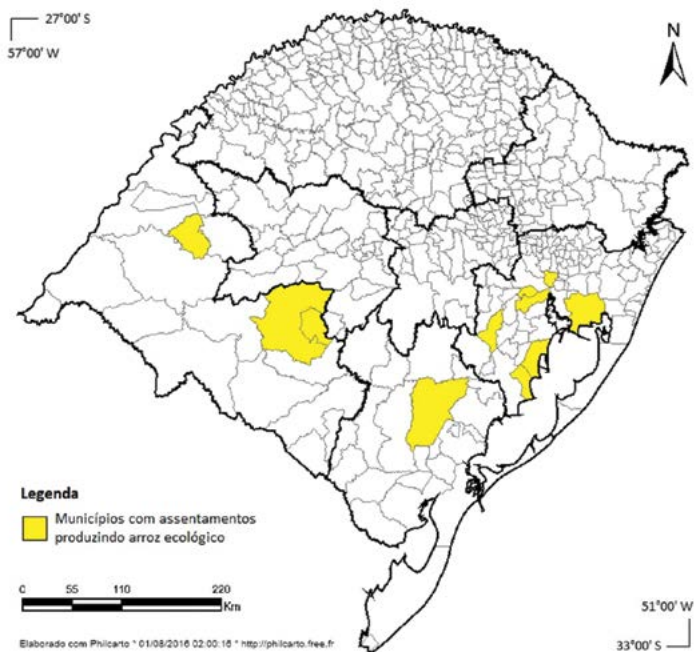 27°00' S
57°00' W
N
Legenda
Municípios com assentamentos
produzindo arroz ecológico
0 55 110 220
Km
Elaborado com Philcarto * 01/08/2016 02:00:16 * http://philcarto.free.fr
51°00' W
33°00' S